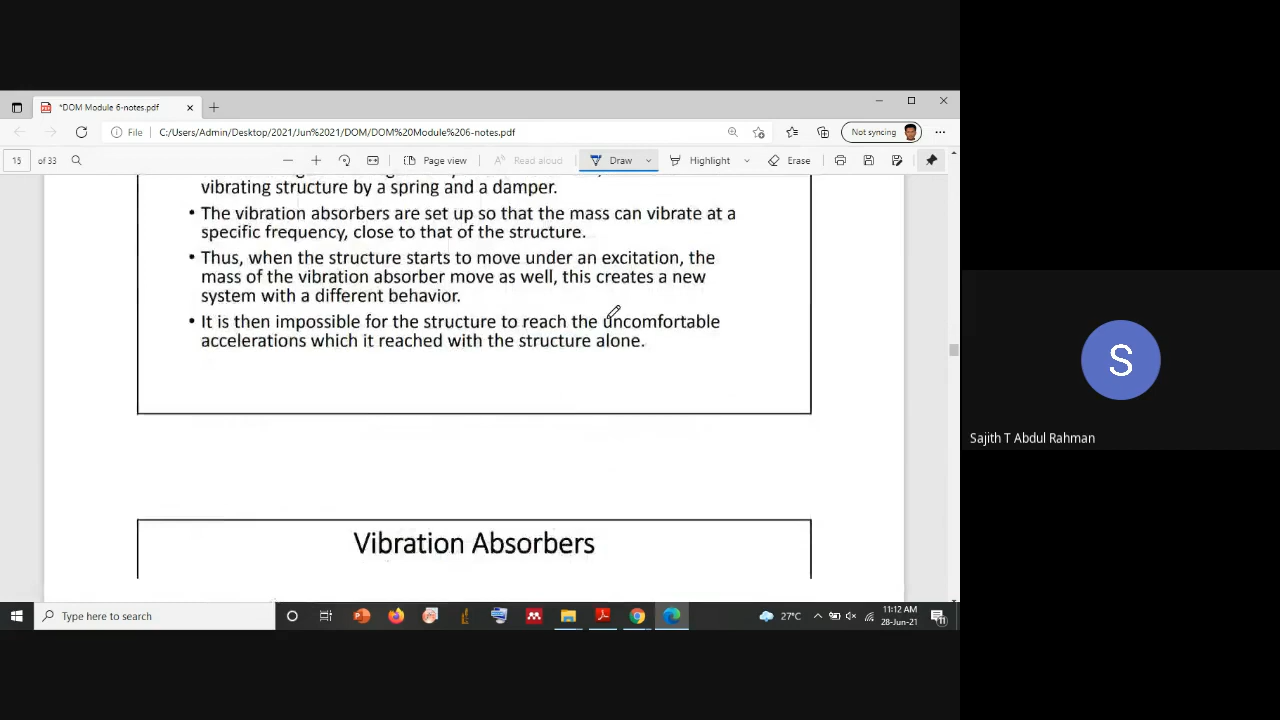 *DOM Module 6-notes.pdf
File
C:/Users/Admin/Desktop/2021/Jun%2021/DOM/DOM%20Module%206-notes.pdf
Not syncing
15 of 33
Page view
Read aloud
Draw
Highlight
Erase
vibrating structure by a spring and a damper.
• The vibration absorbers are set up so that the mass can vibrate at a
specific frequency, close to that of the structure.
• Thus, when the structure starts to move under an excitation, the
mass of the vibration absorber move as well, this creates a new
system with a different behavior.
• It is then impossible for the structure to reach the uncomfortable
accelerations which it reached with the structure alone.
Vibration Absorbers
S
Sajith T Abdul Rahman
Type here to search
27°C
11:12 AM
28-Jun-21